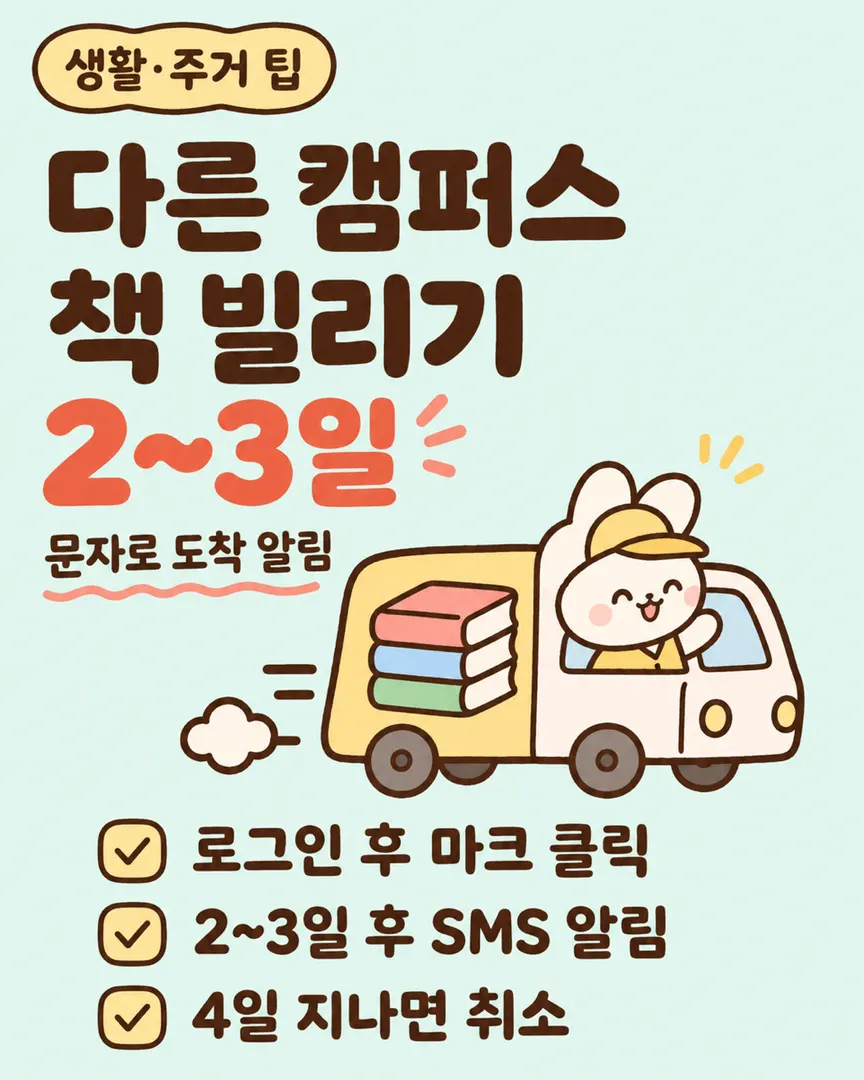 생활·주거 팁
다른 캠퍼스
책 빌리기
2~3일
문자로 도착 알림
로그인 후 마크 클릭
2~3일 후 SMS 알림
4일 지나면 취소